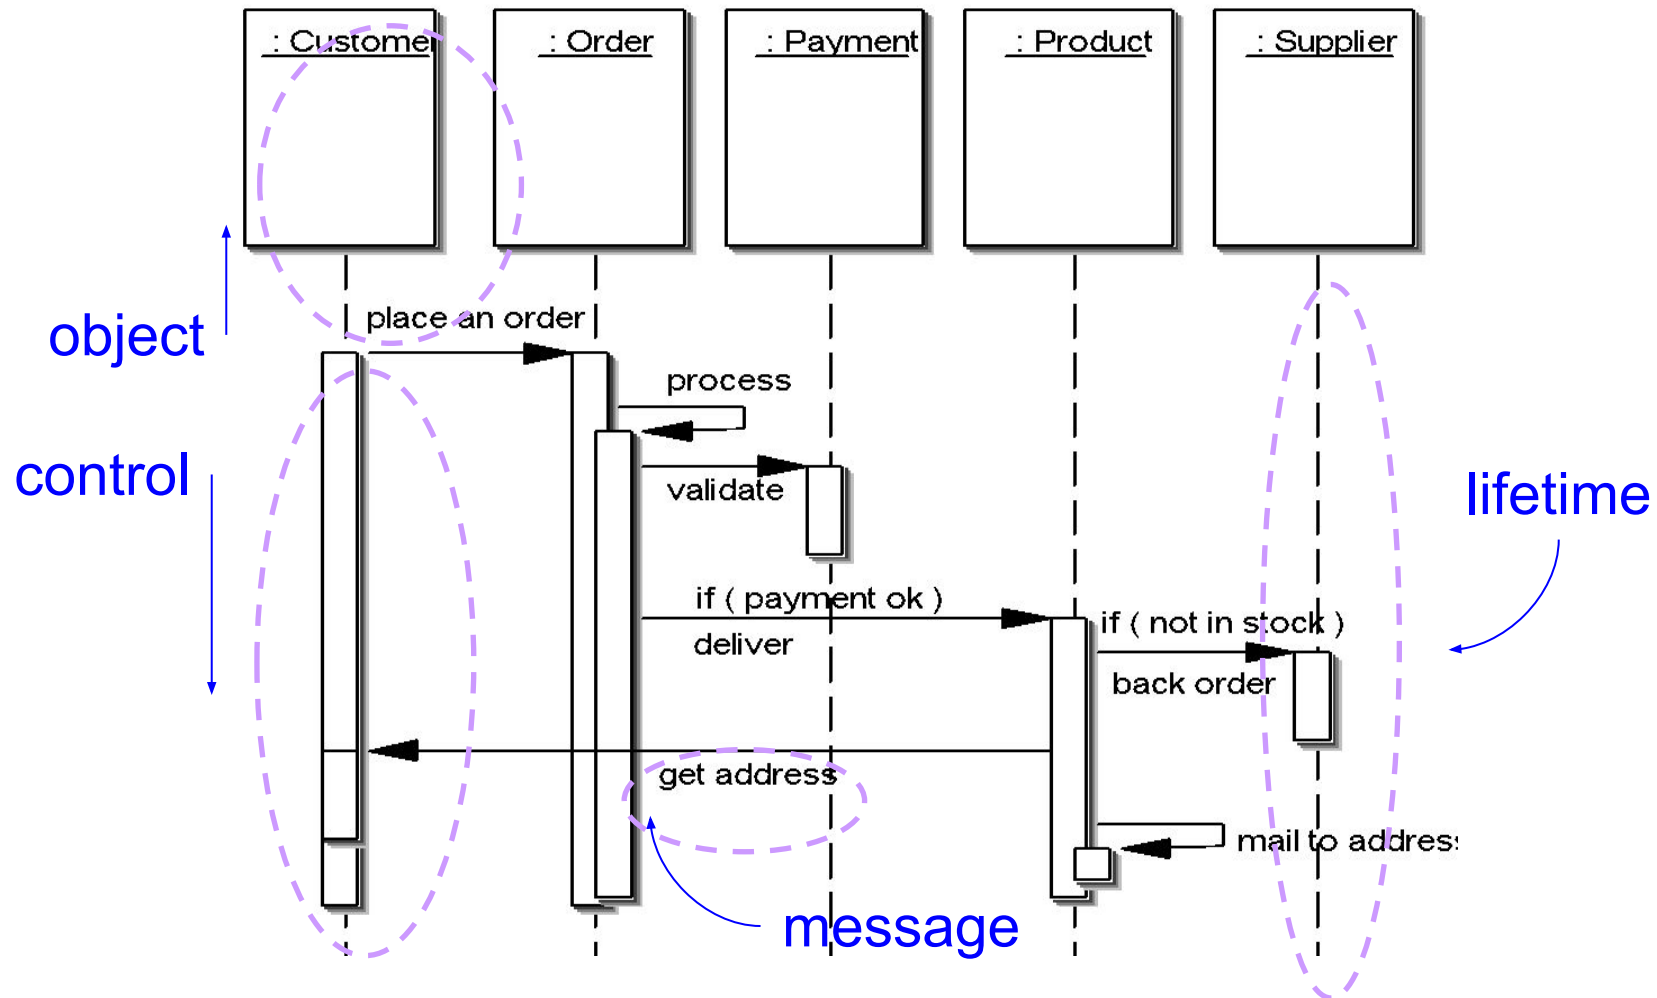 : Customer
: Order
: Payment
: Product
: Supplier
place an order
object
process
control
validate
lifetime
if ( payment ok )
deliver
if ( not in stock )
back order
get address
mail to addres
message